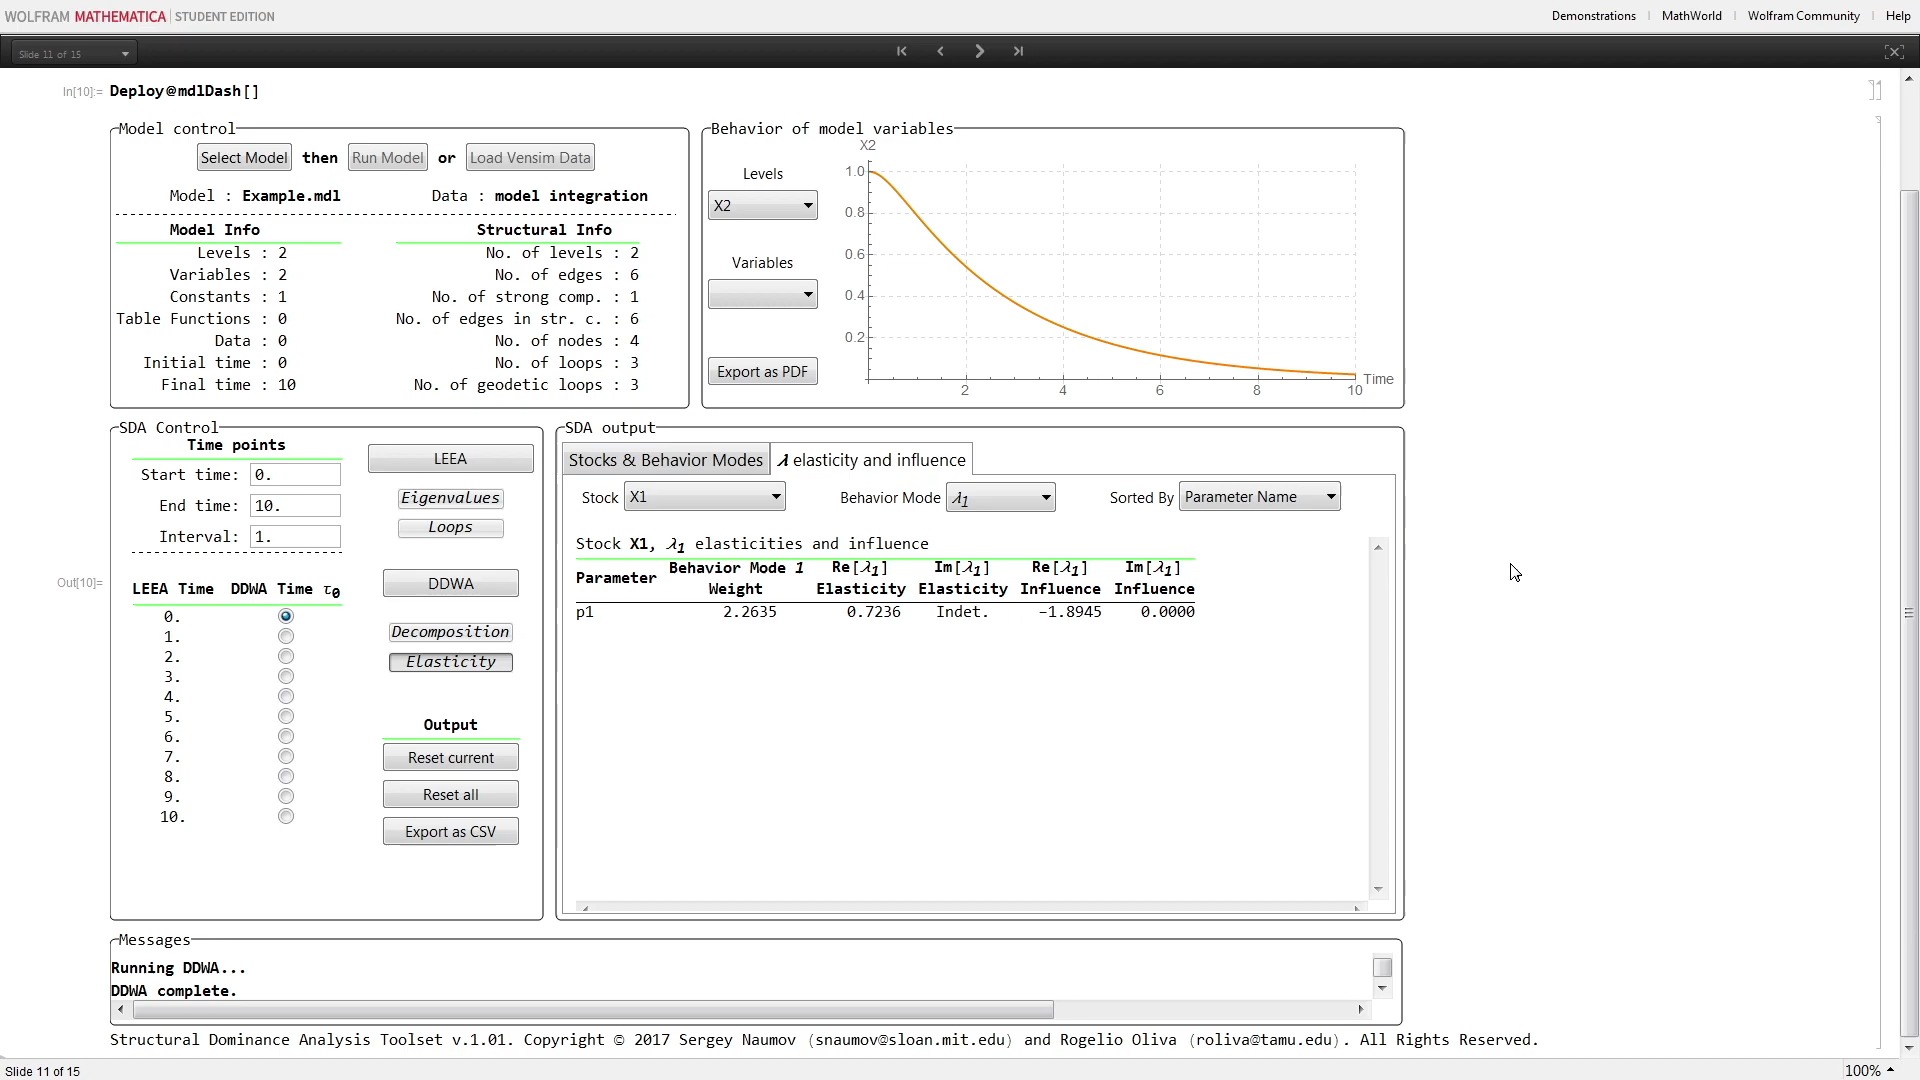 WOLFRAM MATHEMATICA | STUDENT EDITION
Demonstrations | MathWorld | Wolfram Community | Help
Slide 11 of 15
In[10]:= Deploy@mdlDash[]
Model control
Select Model then Run Model or Load Vensim Data
Model : Example.mdl Data : model integration
Model Info Structural Info
Levels : 2 No. of levels : 2
Variables : 2 No. of edges : 6
Constants : 1 No. of strong comp. : 1
Table Functions : 0 No. of edges in str. c. : 6
Data : 0 No. of nodes : 4
Initial time : 0 No. of loops : 3
Final time : 10 No. of geodetic loops : 3
Behavior of model variables
Levels
X2
Variables
Export as PDF
X2
1.0
0.8
0.6
0.4
0.2
2 4 6 8 10
Time
SDA Control
Time points
Start time: 0.
End time: 10.
Interval: 1.
LEEA Time DDWA Time τ0
0.
1.
2.
3.
4.
5.
6.
7.
8.
9.
10.
LEEA
Eigenvalues
Loops
DDWA
Decomposition
Elasticity
Output
Reset current
Reset all
Export as CSV
Out[10]=
SDA output
Stocks & Behavior Modes λ elasticity and influence
Stock X1 Behavior Mode λ1 Sorted By Parameter Name
Stock X1, λ1 elasticities and influence
Parameter Behavior Mode 1 Weight Re[λ1] Elasticity Im[λ1] Elasticity Re[λ1] Influence Im[λ1] Influence
p1 2.2635 0.7236 Indet. −1.8945 0.0000
Messages
Running DDWA...
DDWA complete.
Structural Dominance Analysis Toolset v.1.01. Copyright © 2017 Sergey Naumov (snaumov@sloan.mit.edu) and Rogelio Oliva (roliva@tamu.edu). All Rights Reserved.
Slide 11 of 15
100%